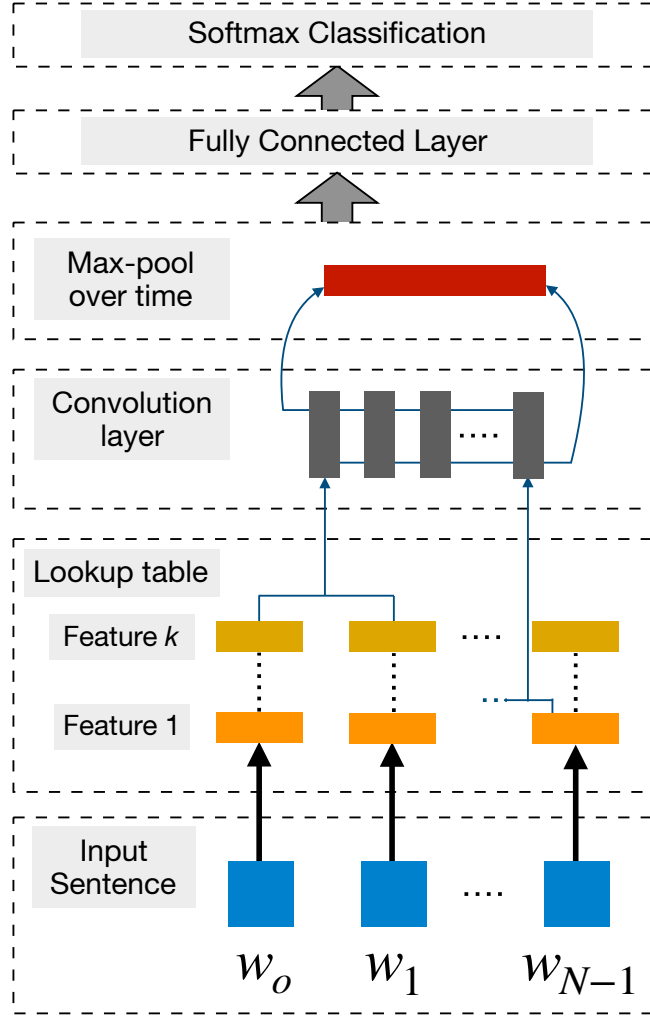 Softmax Classification
Fully Connected Layer
Max-pool
over time
Convolution
layer
....
Lookup table
Feature k
....
Feature 1
...
Input
Sentence
....
w_o w_1 w_{N-1}